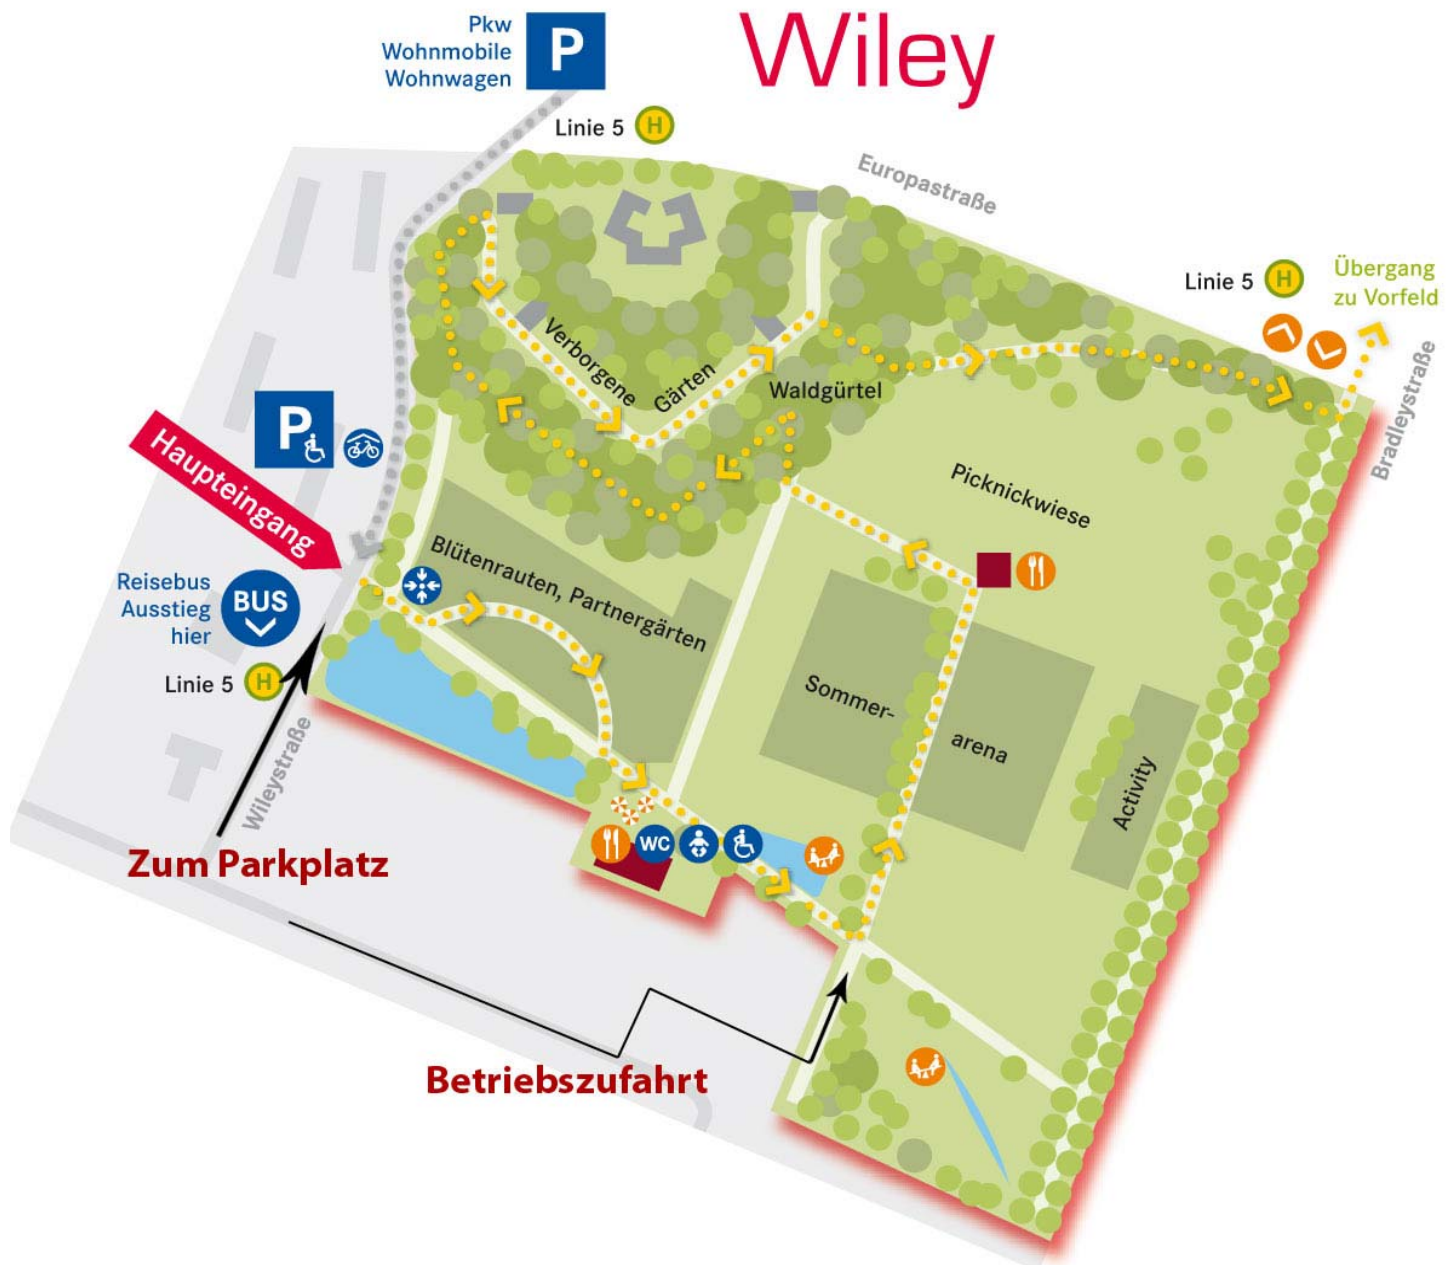 Wiley
Pkw
Wohnmobile
Wohnwagen
P
Linie 5 H
Europastraße
Linie 5 H
Übergang
zu Vorfeld
Bradleystraße
Verborgene
Gärten
Waldgürtel
P
Haupteingang
Picknickwiese
Blütenrauten, Partnergärten
Reisebus
Ausstieg
hier
BUS
Linie 5 H
Sommer-
arena
Activity
Wileystraße
WC
Zum Parkplatz
Betriebszufahrt